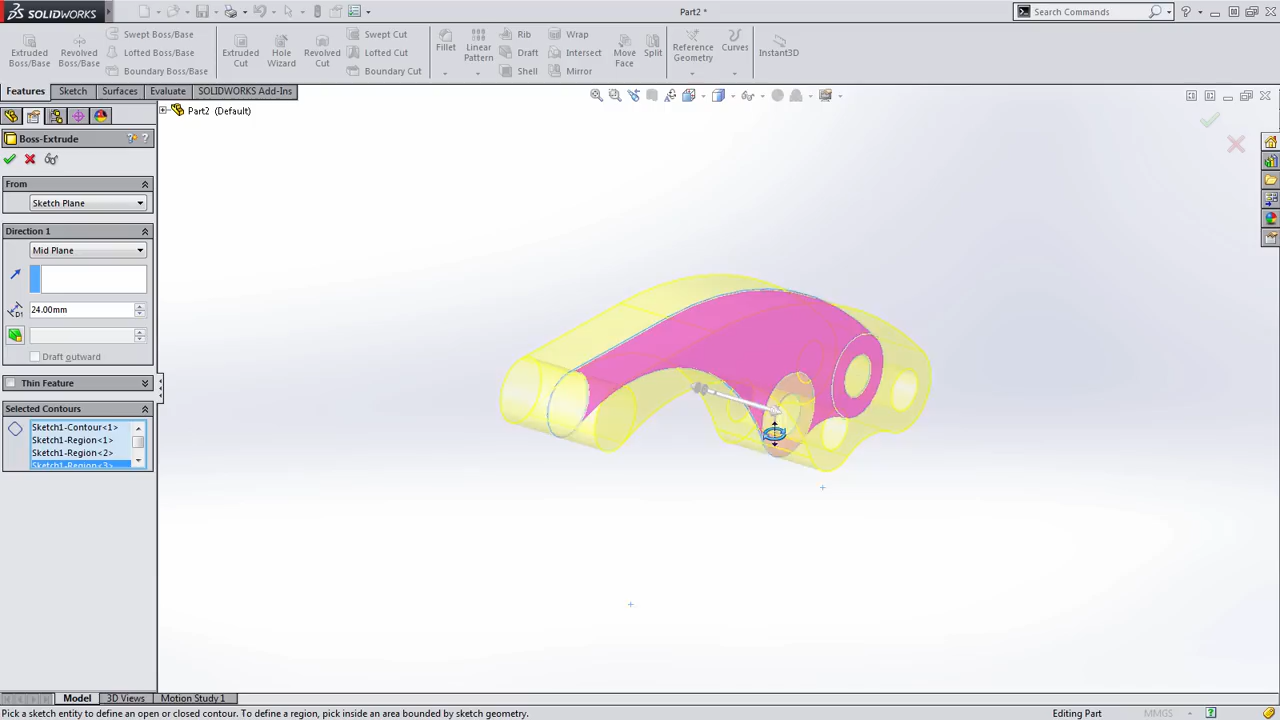 SOLIDWORKS
Part2 *
Search Commands
Extruded Boss/Base
Revolved Boss/Base
Swept Boss/Base
Lofted Boss/Base
Boundary Boss/Base
Extruded Cut
Hole Wizard
Revolved Cut
Swept Cut
Lofted Cut
Boundary Cut
Fillet
Linear Pattern
Rib
Draft
Shell
Wrap
Intersect
Mirror
Move Face
Split
Reference Geometry
Curves
Instant3D
Features
Sketch
Surfaces
Evaluate
SOLIDWORKS Add-Ins
Part2 (Default)
Boss-Extrude
From
Sketch Plane
Direction 1
Mid Plane
24.00mm
Draft outward
Thin Feature
Selected Contours
Sketch1-Contour<1>
Sketch1-Region<1>
Sketch1-Region<2>
Sketch1-Region<3>
Model
3D Views
Motion Study 1
Pick a sketch entity to define an open or closed contour. To define a region, pick inside an area bounded by sketch geometry.
Editing Part
MMGS